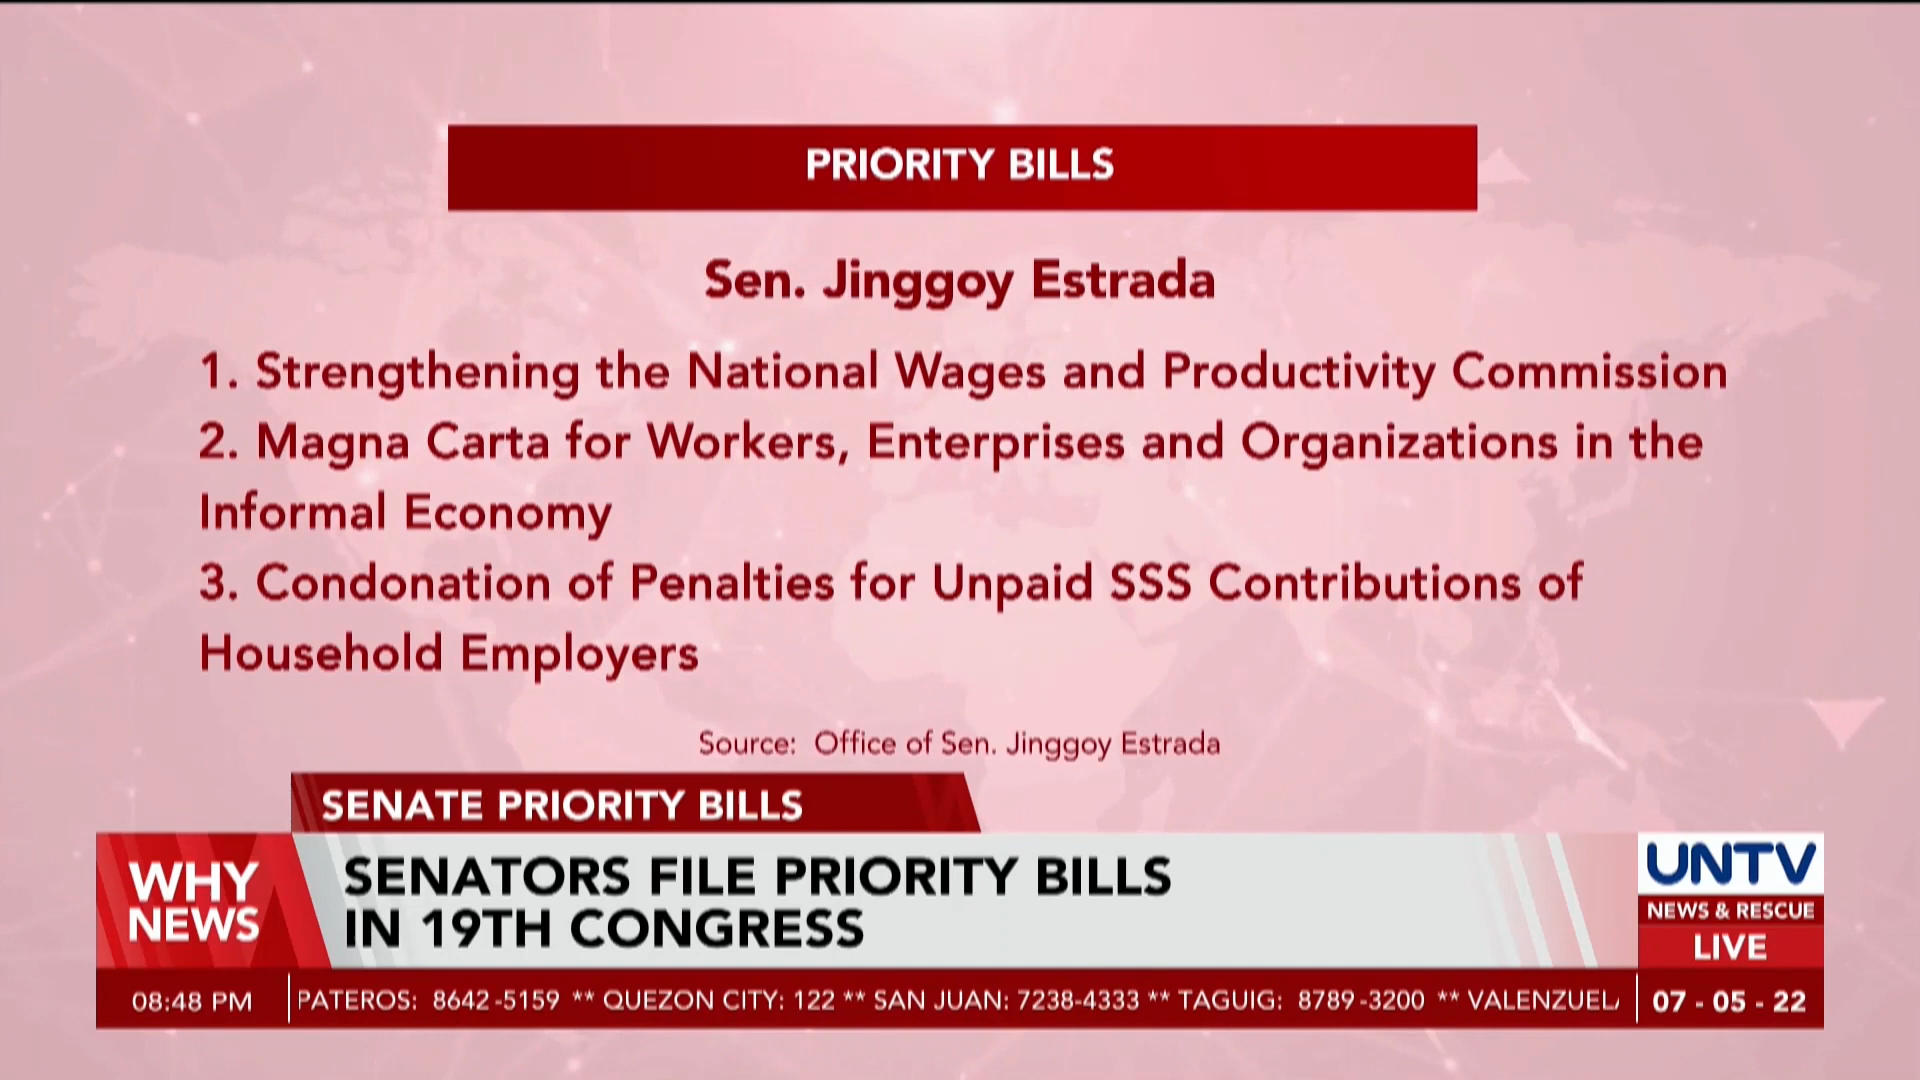 PRIORITY BILLS
Sen. Jinggoy Estrada
1. Strengthening the National Wages and Productivity Commission
2. Magna Carta for Workers, Enterprises and Organizations in the
Informal Economy
3. Condonation of Penalties for Unpaid SSS Contributions of
Household Employers
Source: Office of Sen. Jinggoy Estrada
SENATE PRIORITY BILLS
WHY
NEWS
SENATORS FILE PRIORITY BILLS
IN 19TH CONGRESS
UNTV
NEWS & RESCUE
LIVE
08:48 PM
PATEROS: 8642-5159 ** QUEZON CITY: 122 ** SAN JUAN: 7238-4333 ** TAGUIG: 8789-3200 ** VALENZUEL
07 - 05 - 22